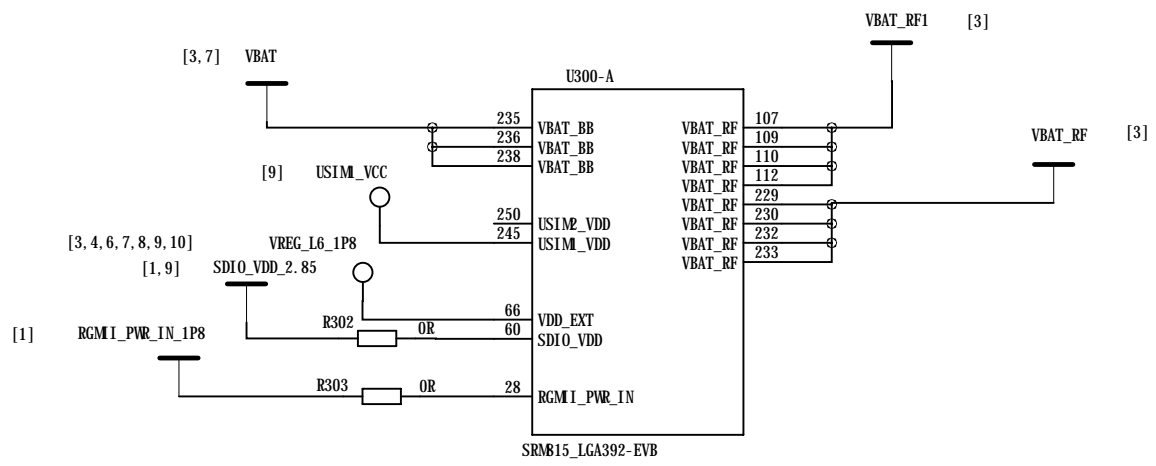 VBAT_RF1 [3]
[3,7] VBAT
U300-A
235 VBAT_BB
236 VBAT_BB
238 VBAT_BB
VBAT_RF 107
VBAT_RF 109
VBAT_RF 110
VBAT_RF 112
VBAT_RF 229
VBAT_RF 230
VBAT_RF 232
VBAT_RF 233
VBAT_RF [3]
[9] USIM1_VCC
250 USIM2_VDD
245 USIM1_VDD
[3,4,6,7,8,9,10] VREG_L6_1P8
[1,9] SDIO_VDD_2.85
66 VDD_EXT
R302 0R 60 SDIO_VDD
[1] RGMII_PWR_IN_1P8
R303 0R 28 RGMII_PWR_IN
SRM815_LGA392-EVB